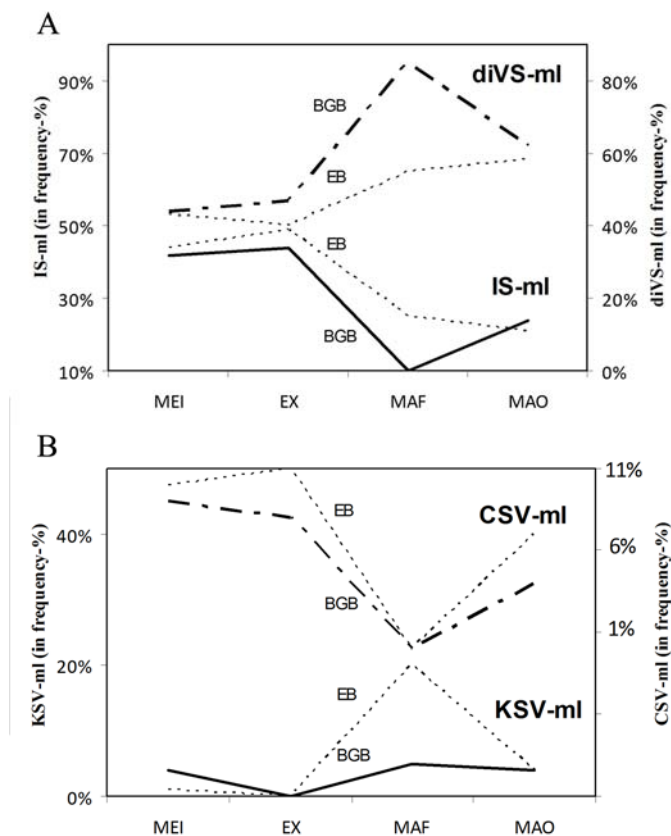 A
diVS-ml
90%
80%
BGB
70%
60%
EB
IS-ml (in frequency-%)
diVS-ml (in frequency-%)
50%
40%
EB
30%
IS-ml
20%
BGB
10%
0%
MEI EX MAF MAO
B
11%
EB
CSV-ml
40%
6%
BGB
KSV-ml (in frequency-%)
CSV-ml (in frequency-%)
1%
20%
EB
KSV-ml
BGB
0%
MEI EX MAF MAO